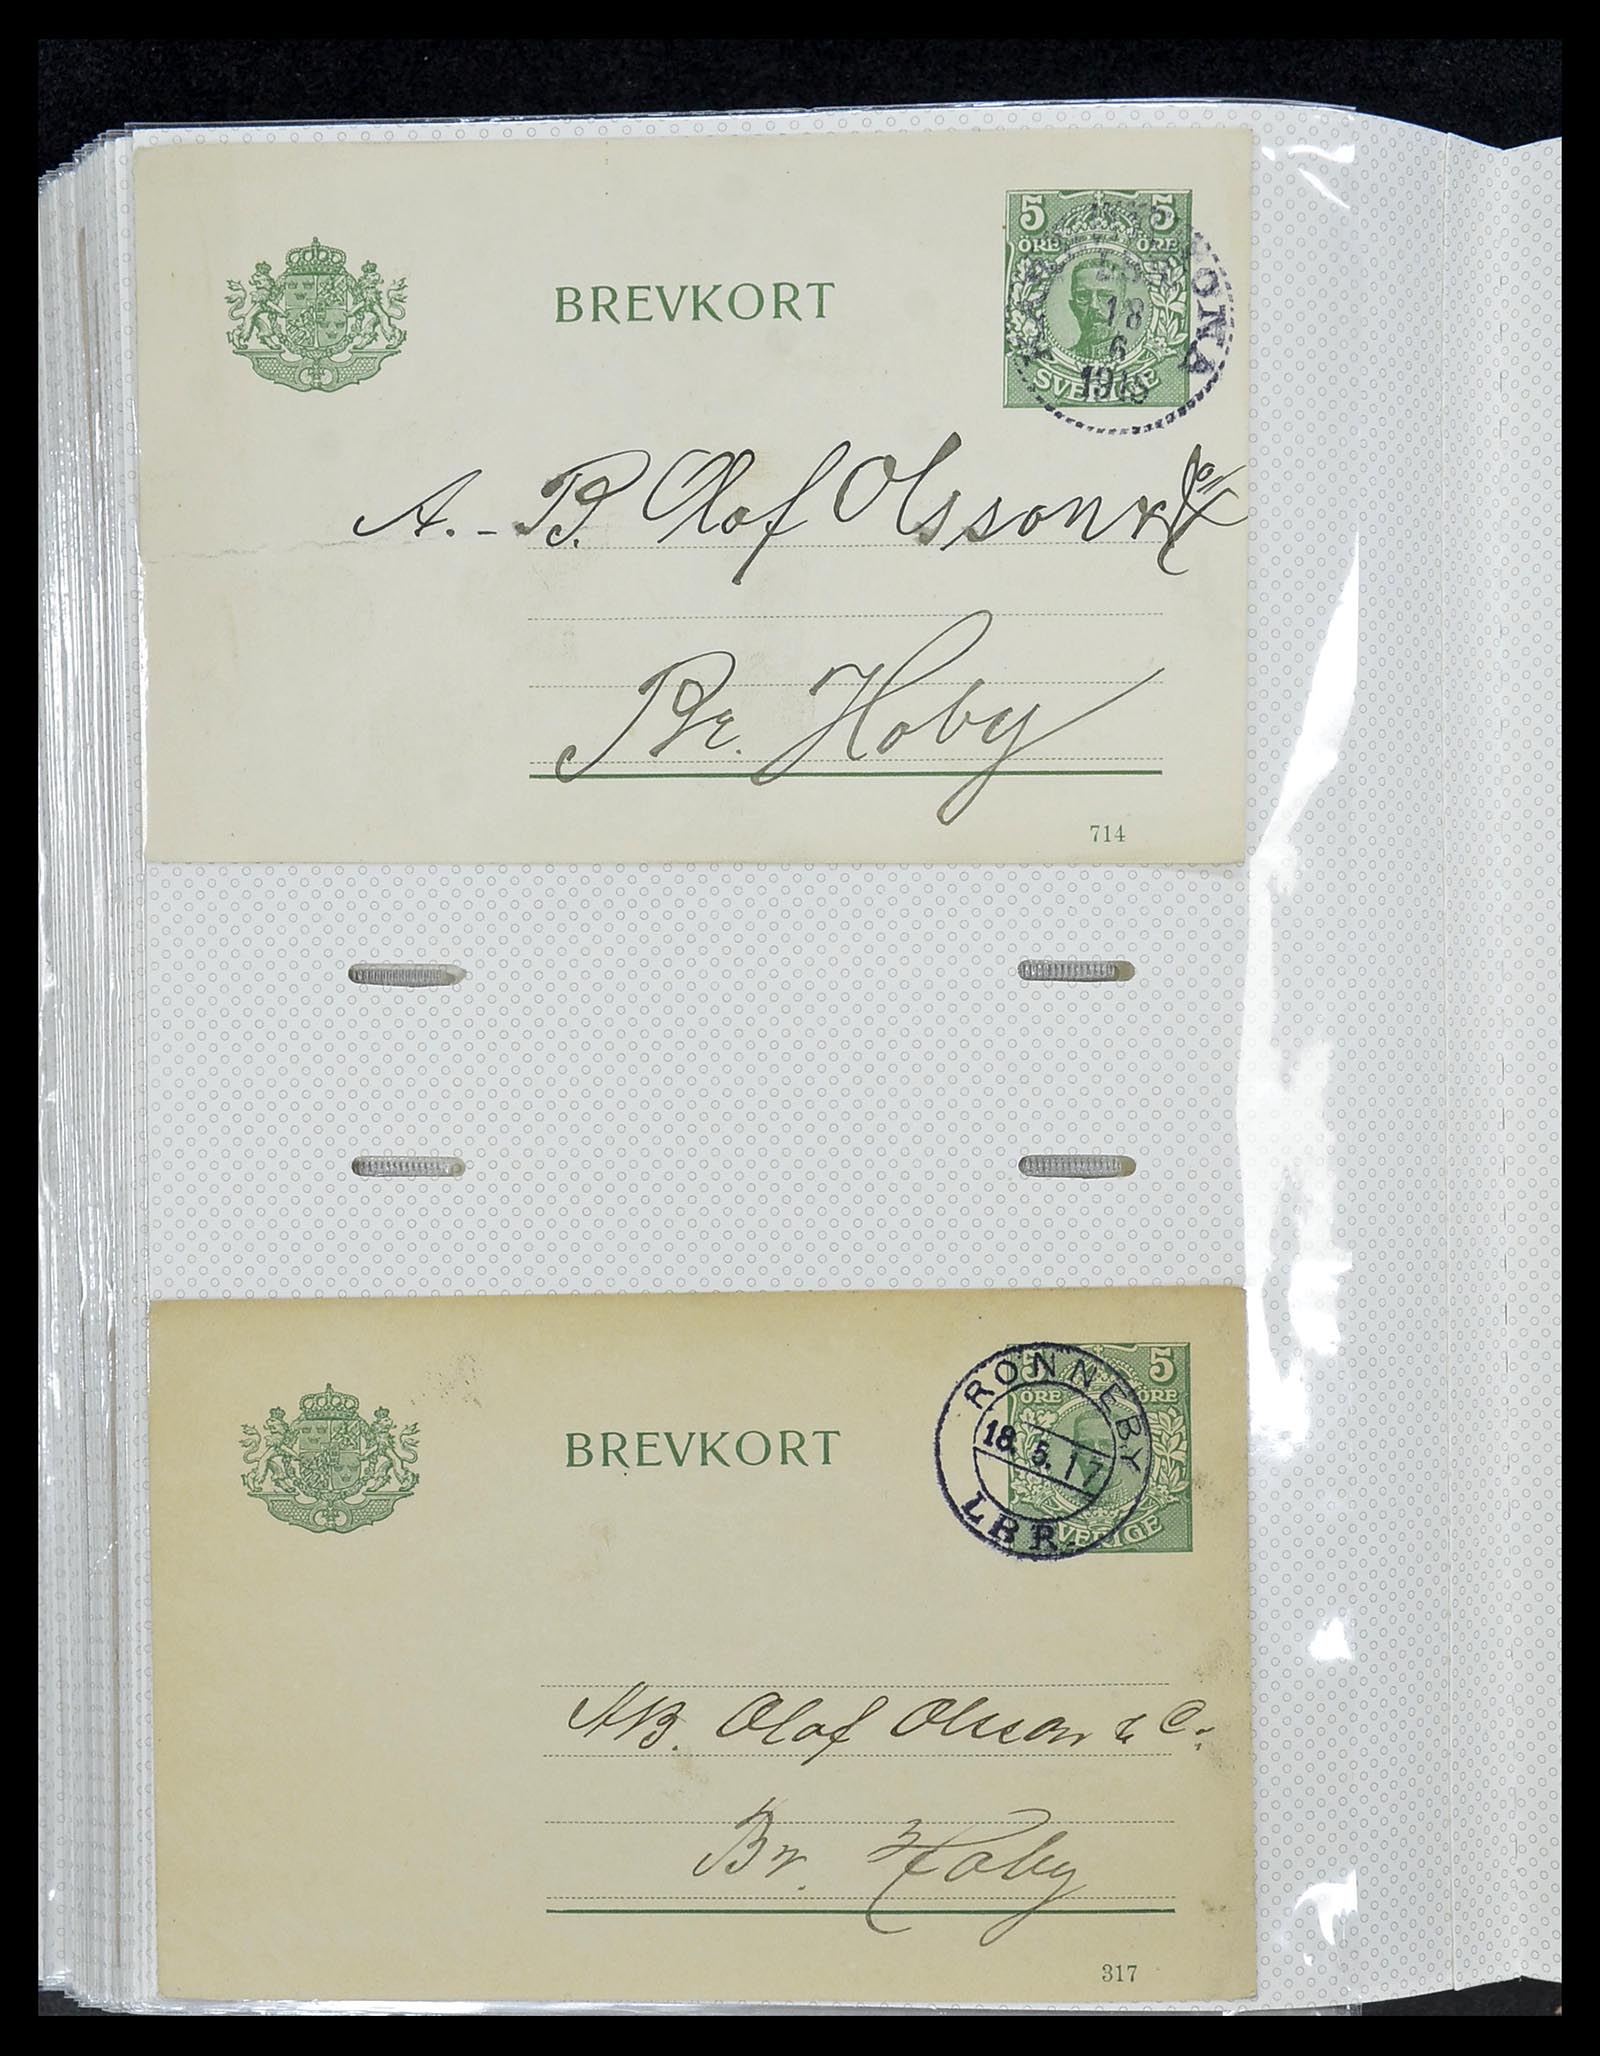 BREVKORT
5 5
ÖRE ÖRE
SVERIGE
18
6
A.-B. Olof Olsson & Co
Br. Hoby
714
BREVKORT
5 5
ÖRE ÖRE
SVERIGE
RONNEBY
18.5.17
LBR.
AB. Olof Olsson & Co.
Br. Hoby
317